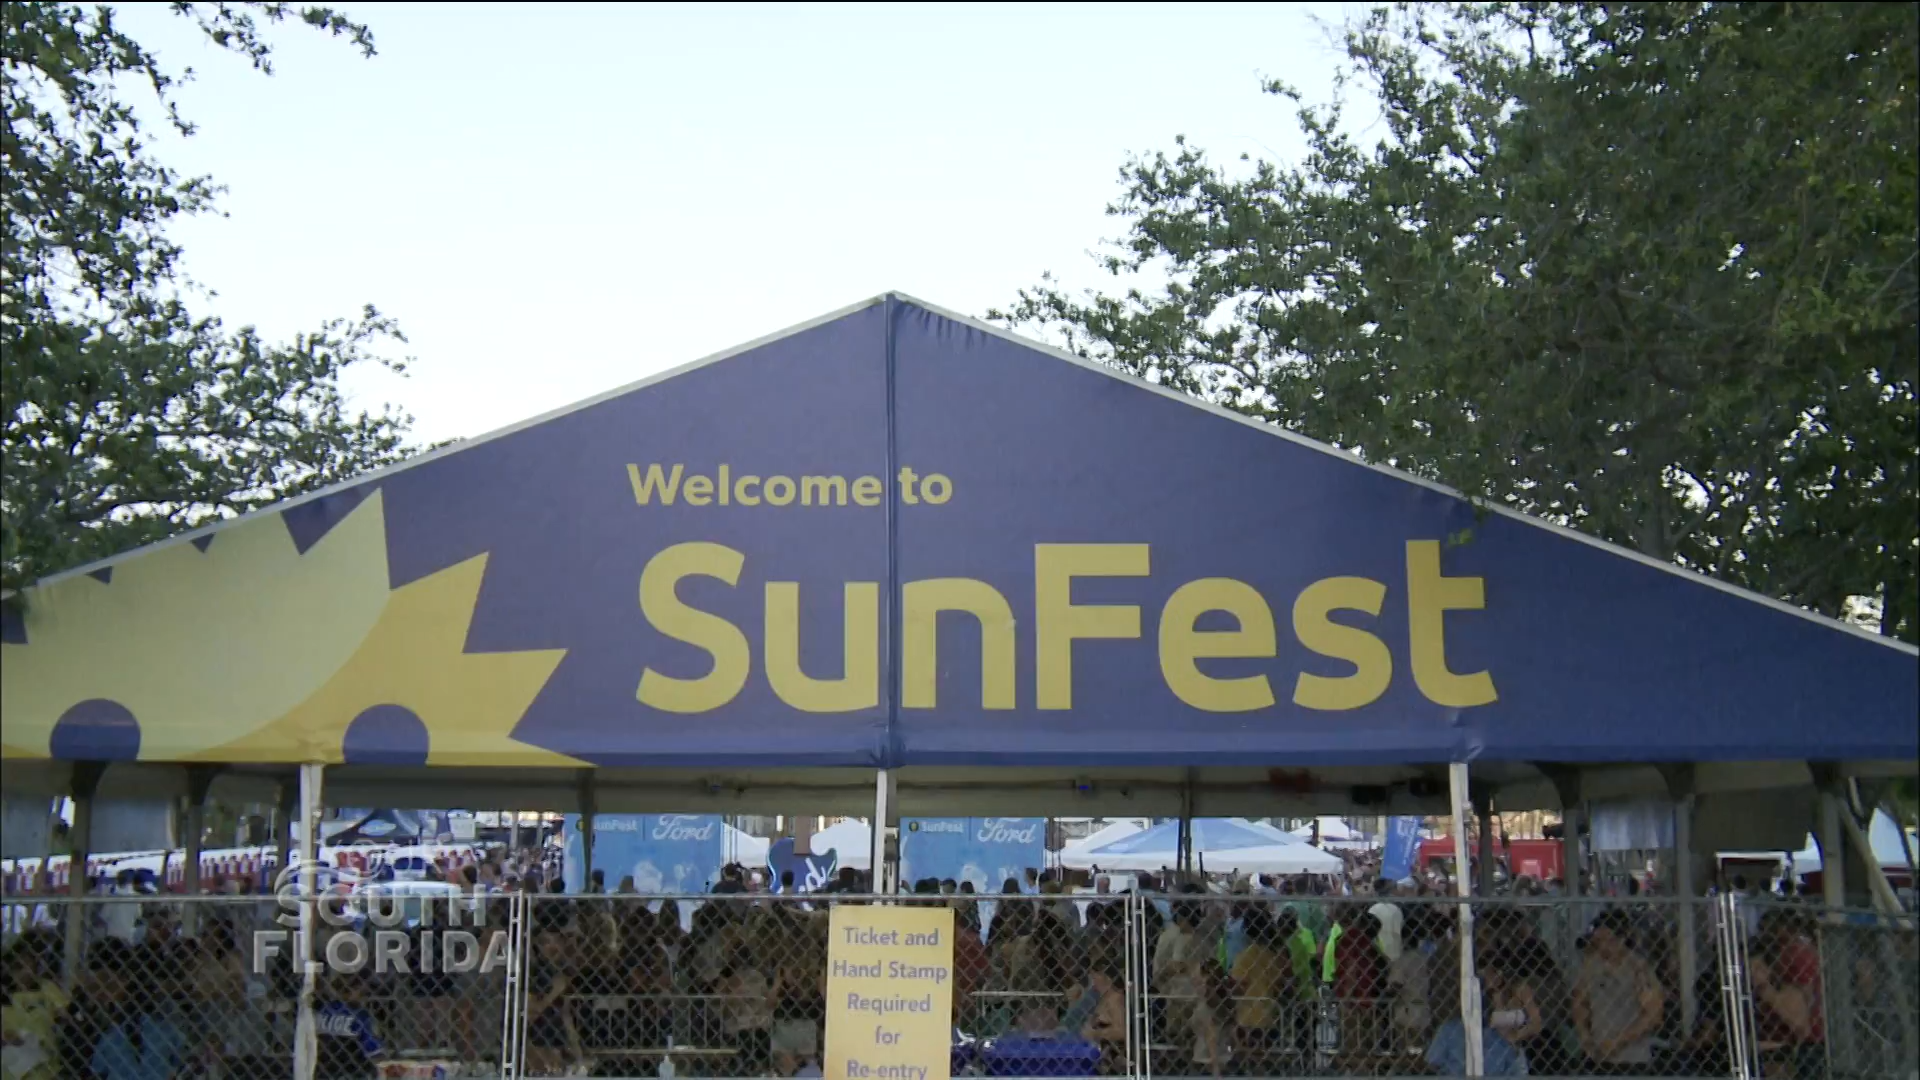 Welcome to
SunFest
SunFest
Ford
SunFest
Ford
SOUTH
FLORIDA
Ticket and
Hand Stamp
Required
for
Re-entry